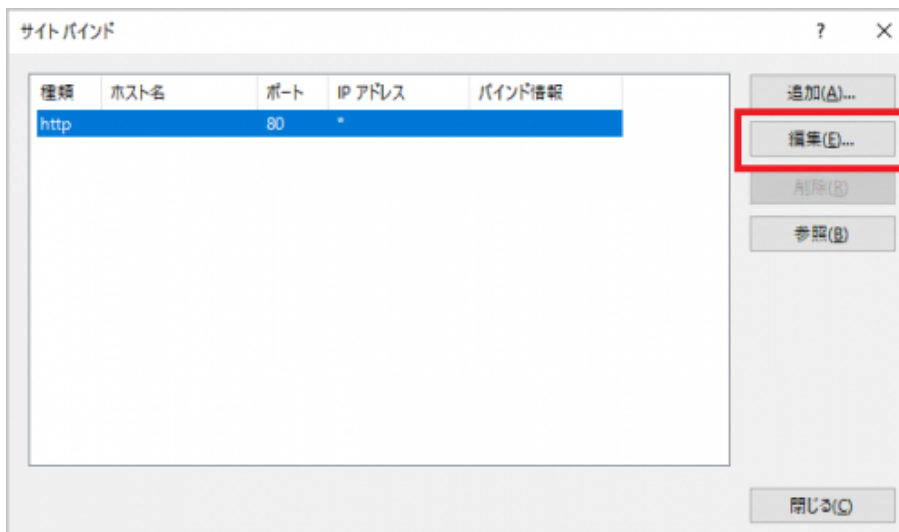 サイト バインド
?
×
種類 ホスト名 ポート IP アドレス バインド情報
http 80 *
追加(A)...
編集(E)...
削除(R)
参照(B)
閉じる(C)